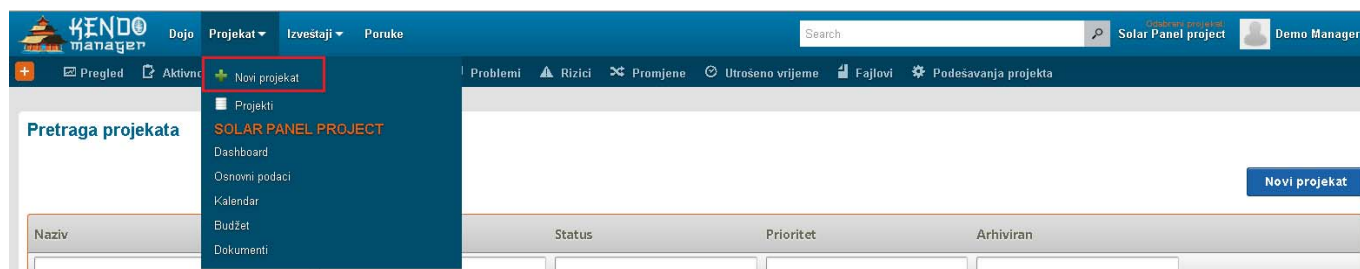 KENDO manager
Dojo Projekat Izveštaji Poruke
Search
Odabrani projekat:
Solar Panel project
Demo Manager
Pregled Problemi Rizici Promjene Utrošeno vrijeme Fajlovi Podešavanja projekta
Novi projekat
Projekti
SOLAR PANEL PROJECT
Dashboard
Osnovni podaci
Kalendar
Budžet
Dokumenti
Pretraga projekata
Novi projekat
Naziv Status Prioritet Arhiviran